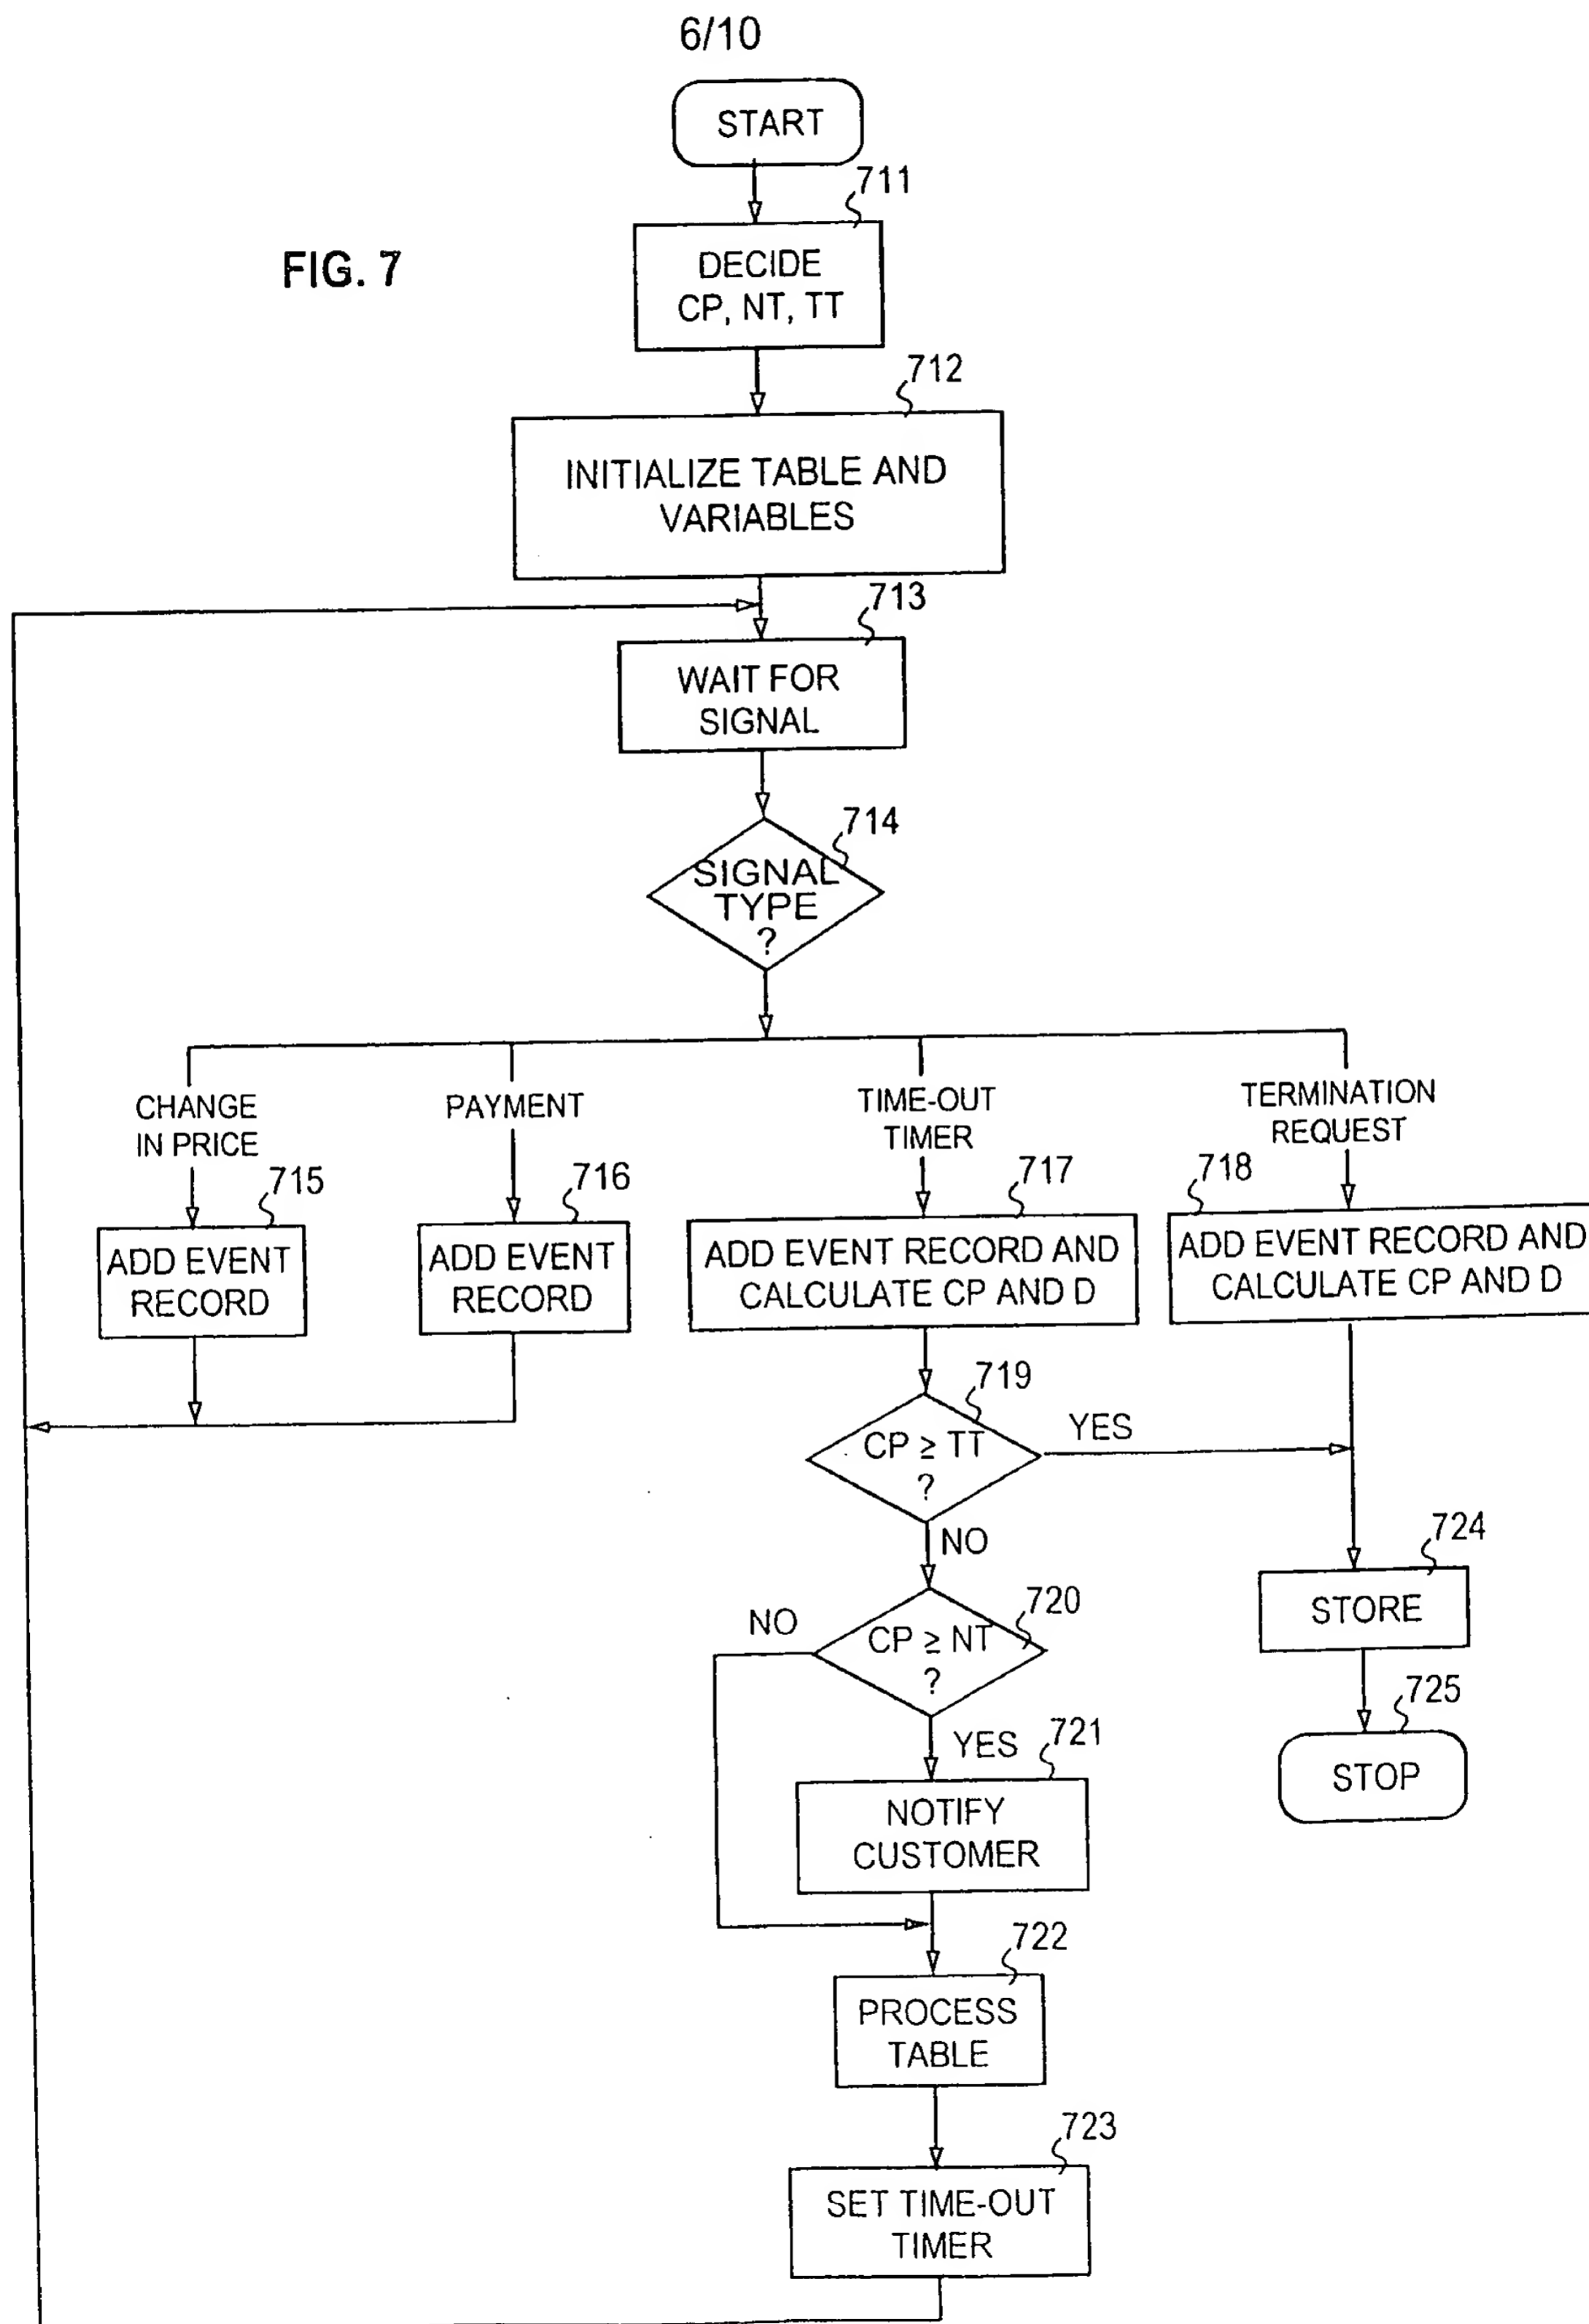 6/10
START
711
FIG. 7
DECIDE
CP, NT, TT
712
INITIALIZE TABLE AND
VARIABLES
713
WAIT FOR
SIGNAL
714
SIGNAL
TYPE
?
CHANGE
IN PRICE
PAYMENT
TIME-OUT
TIMER
TERMINATION
REQUEST
715
716
717
718
ADD EVENT
RECORD
ADD EVENT
RECORD
ADD EVENT RECORD AND
CALCULATE CP AND D
ADD EVENT RECORD AND
CALCULATE CP AND D
719
CP ≥ TT
?
YES
NO
724
STORE
720
NO
CP ≥ NT
?
725
STOP
YES
721
NOTIFY
CUSTOMER
722
PROCESS
TABLE
723
SET TIME-OUT
TIMER